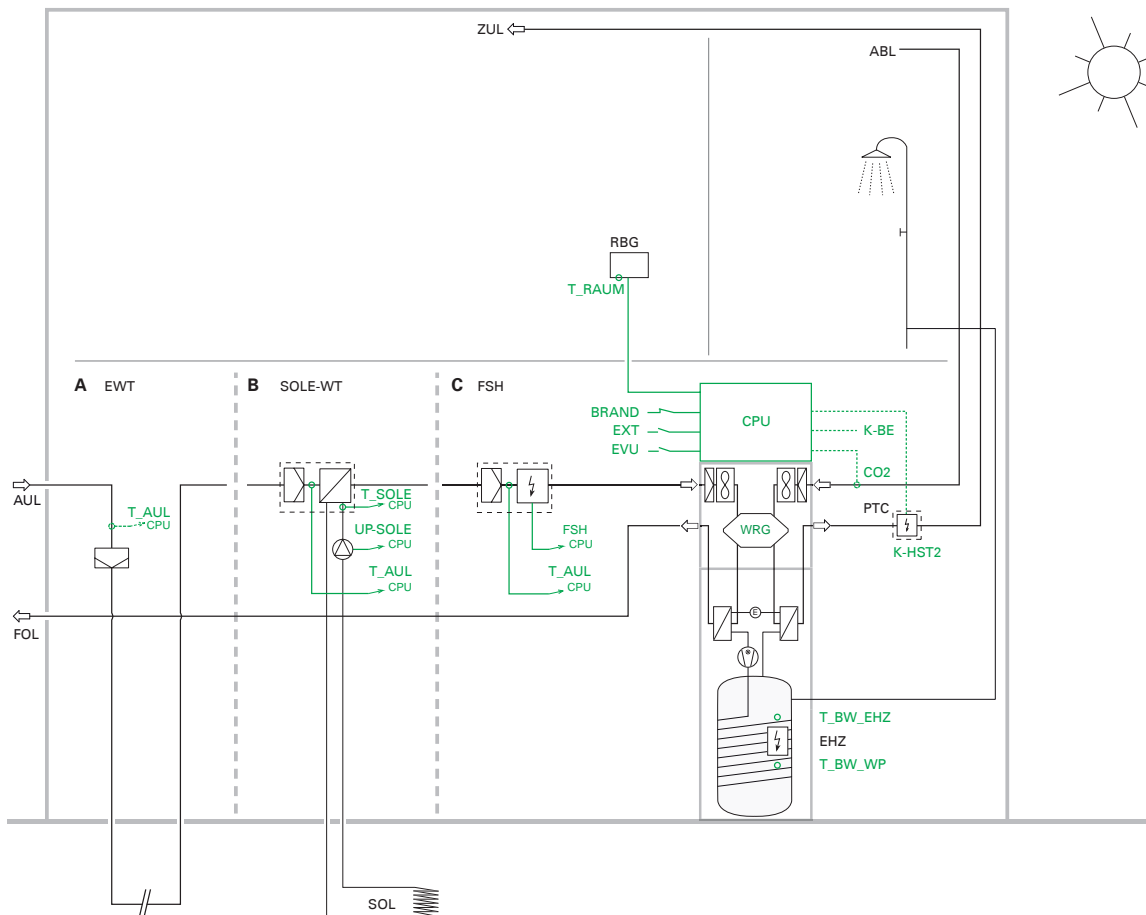 ZUL
ABL
RBG
T_RAUM
A EWT
B SOLE-WT
C FSH
BRAND
EXT
EVU
CPU
K-BE
CO2
AUL
T_AUL
CPU
T_SOLE
CPU
UP-SOLE
CPU
T_AUL
CPU
FSH
CPU
T_AUL
CPU
WRG
PTC
K-HST2
FOL
E
T_BW_EHZ
EHZ
T_BW_WP
SOL